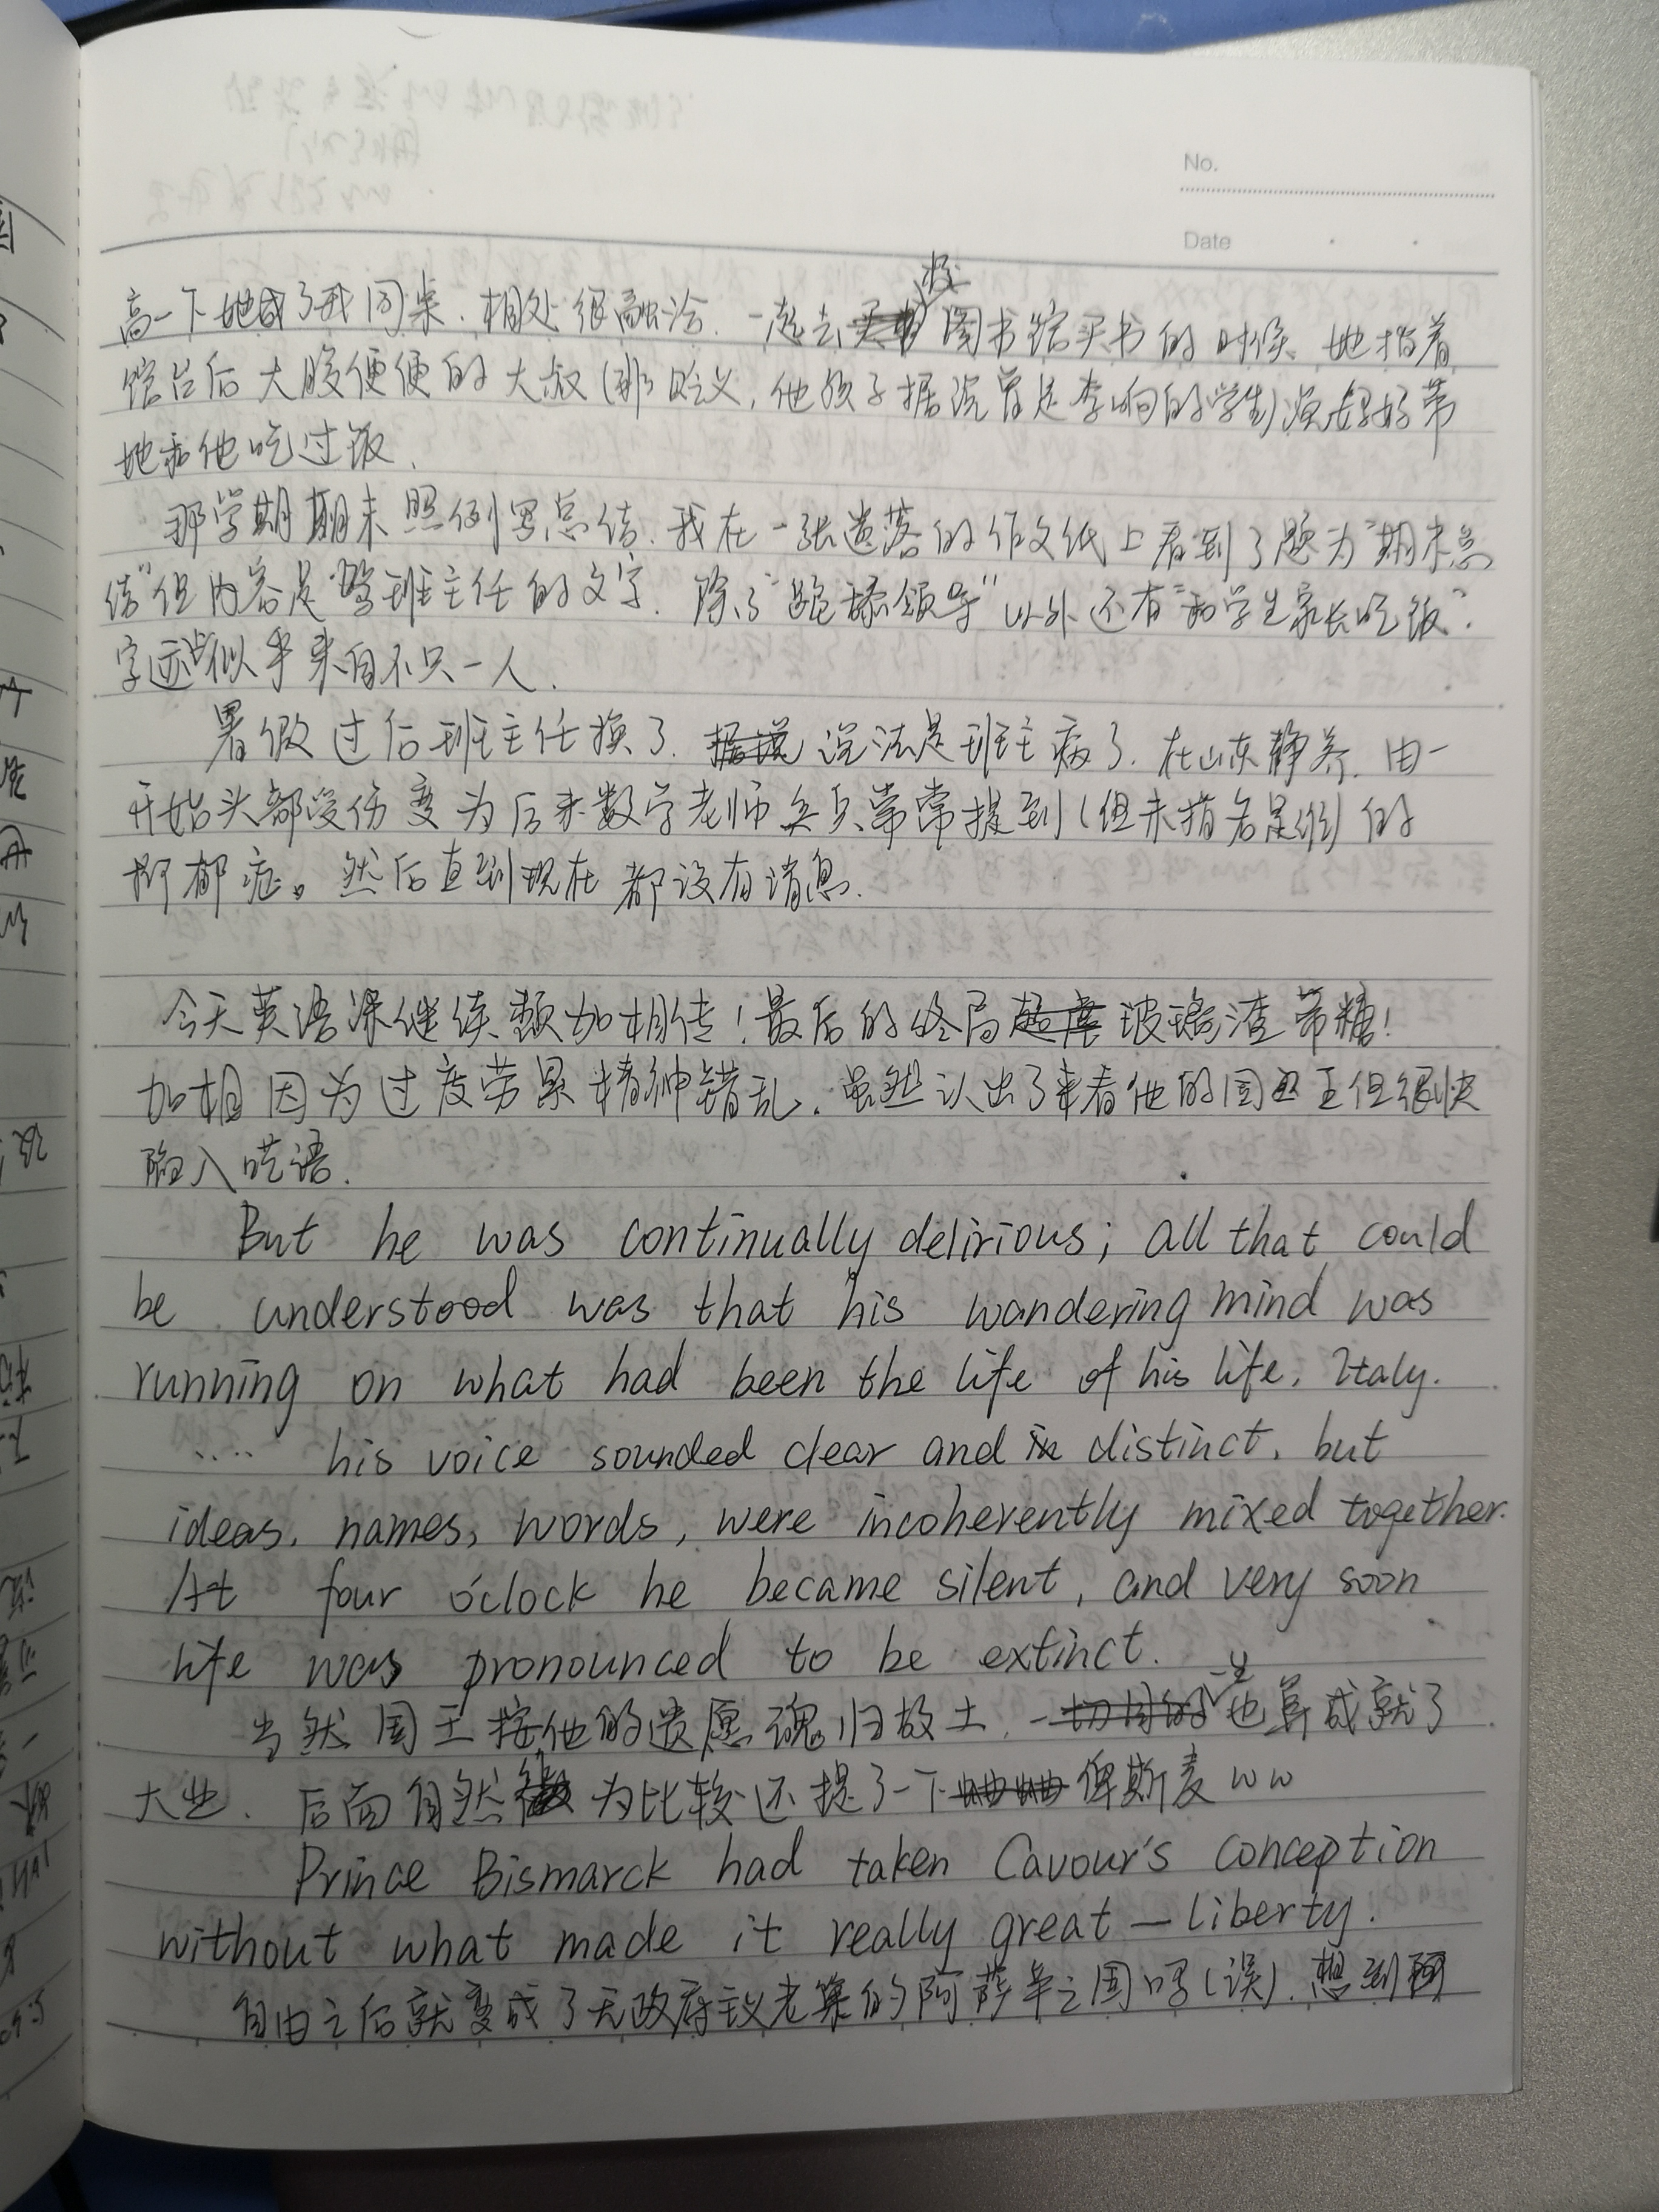 No.
Date
高一下她成了我同桌.相处很融洽.一起去校图书馆买书的时候,她指着
馆台后大腹便便的大叔(非贬义,他孩子据说曾是李响的学生)说好好带
她和他吃过饭.
那学期期末照例写总结.我在一张遗落的作文纸上看到了题为"期末总
结"但内容是骂班主任的文字.除了"跪舔领导"以外还有"和学生家长吃饭".
字迹似乎来自不只一人.
暑假过后班主任换了.据说说法是班主病了.在山东静养.由一
开始头部受伤变为后来数学老师常常提到(但未指名是你)的
抑郁症。然后直到现在都没有消息.
今天英语课继续颓加相传!最后的终局玻璃渣带糖!
加相因为过度劳累精神错乱.虽然认出了来看他的国王但很快
陷入呓语.
But he was continually delirious; all that could
be understood was that his wandering mind was
running on what had been the life of his life, Italy.
.... his voice sounded clear and distinct, but
ideas, names, words, were incoherently mixed together.
At four o'clock he became silent, and very soon
life was pronounced to be extinct.
当然国王按他的遗愿魂归故土.一也算成就了
大业.后面自然为比较还提了一下俾斯麦ww
Prince Bismarck had taken Cavour's conception
without what made it really great — liberty.
自由之后就变成了无政府主义老巢的阿萨辛之国吗(误).想到